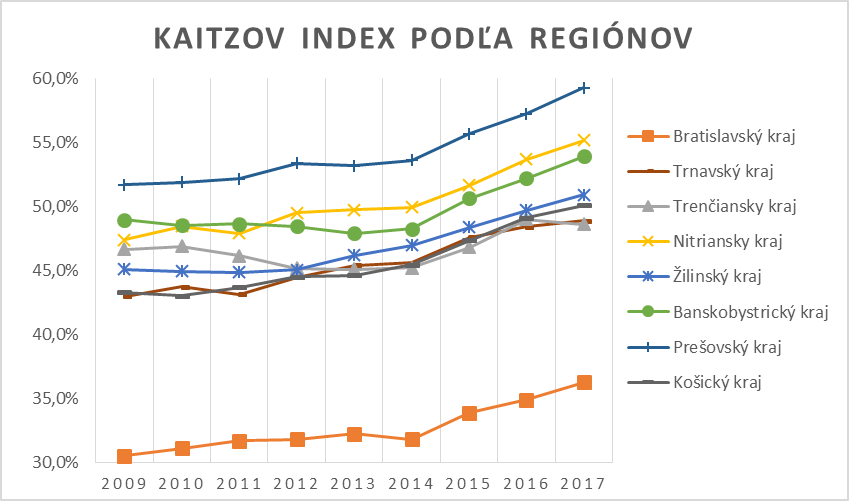 KAITZOV INDEX PODĽA REGIÓNOV
60,0%
55,0%
50,0%
45,0%
40,0%
35,0%
30,0%
2009 2010 2011 2012 2013 2014 2015 2016 2017
Bratislavský kraj
Trnavský kraj
Trenčiansky kraj
Nitriansky kraj
Žilinský kraj
Banskobystrický kraj
Prešovský kraj
Košický kraj